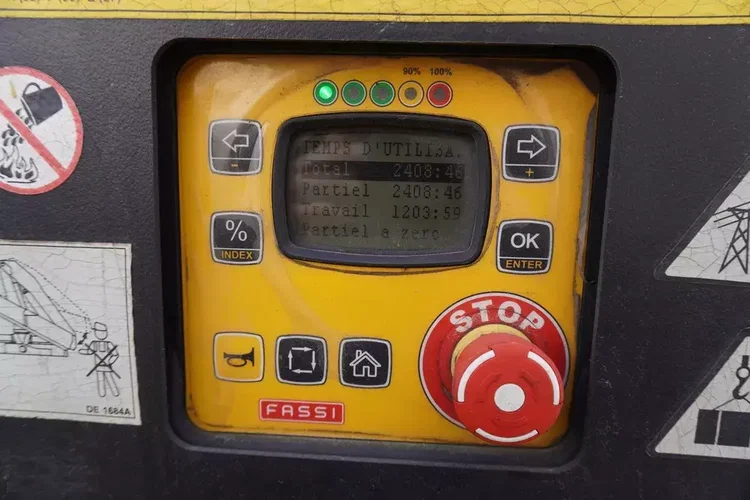 90% 100%
TEMPS D'UTILISA.
Total 2408:46
Partiel 2408:46
Travail 1203:59
Partiel a zero
-
+
%
INDEX
OK
ENTER
STOP
FASSI
DE 1684A